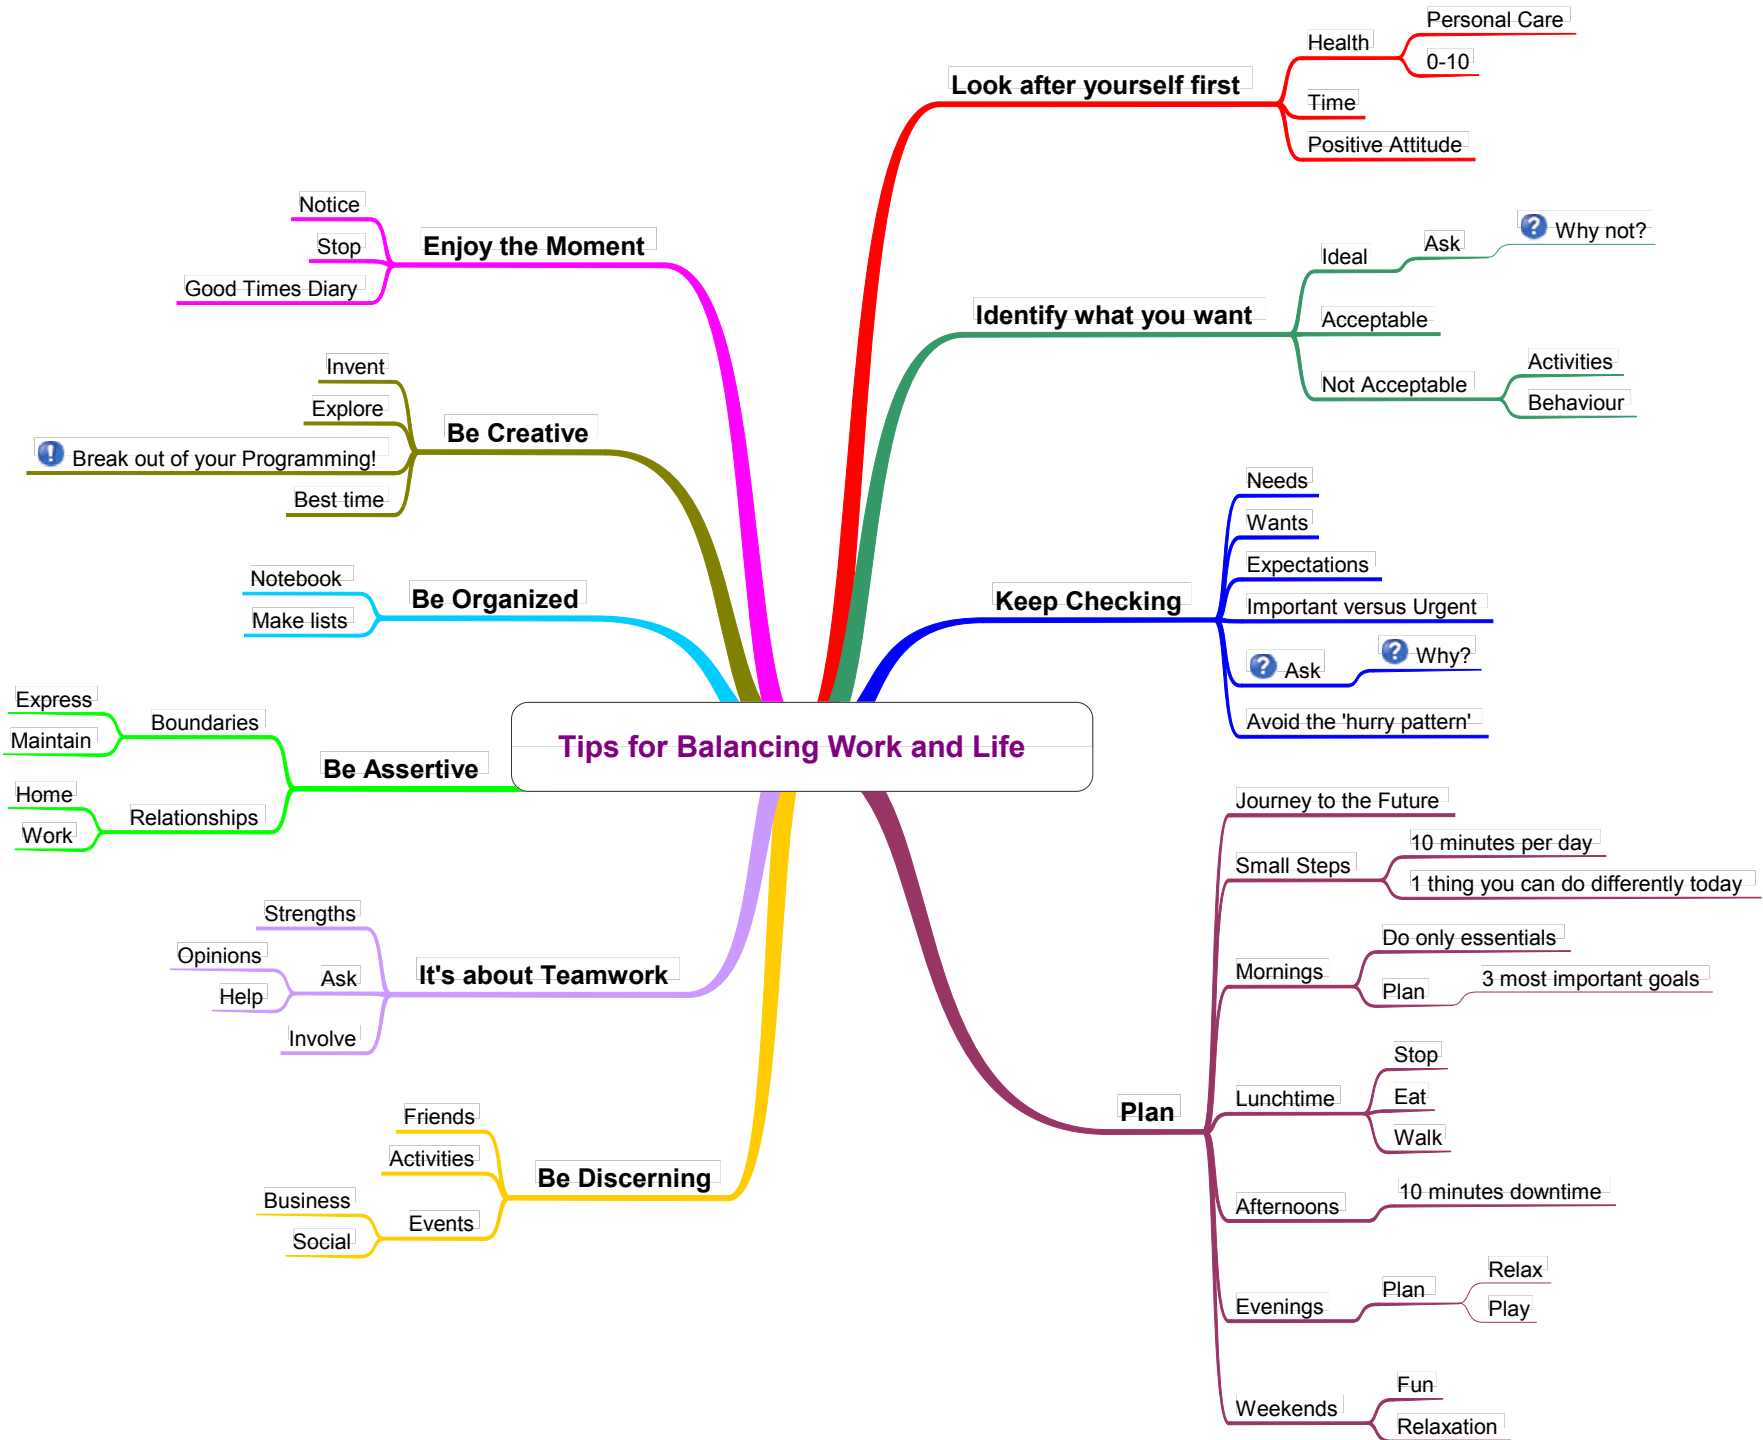 Tips for Balancing Work and Life
Look after yourself first
Health
Personal Care
0-10
Time
Positive Attitude
Identify what you want
Ideal
Ask
Why not?
Acceptable
Not Acceptable
Activities
Behaviour
Keep Checking
Needs
Wants
Expectations
Important versus Urgent
Ask
Why?
Avoid the 'hurry pattern'
Plan
Journey to the Future
Small Steps
10 minutes per day
1 thing you can do differently today
Mornings
Do only essentials
Plan
3 most important goals
Lunchtime
Stop
Eat
Walk
Afternoons
10 minutes downtime
Evenings
Plan
Relax
Play
Weekends
Fun
Relaxation
Enjoy the Moment
Notice
Stop
Good Times Diary
Be Creative
Invent
Explore
Break out of your Programming!
Best time
Be Organized
Notebook
Make lists
Be Assertive
Boundaries
Express
Maintain
Relationships
Home
Work
It's about Teamwork
Strengths
Ask
Opinions
Help
Involve
Be Discerning
Friends
Activities
Events
Business
Social